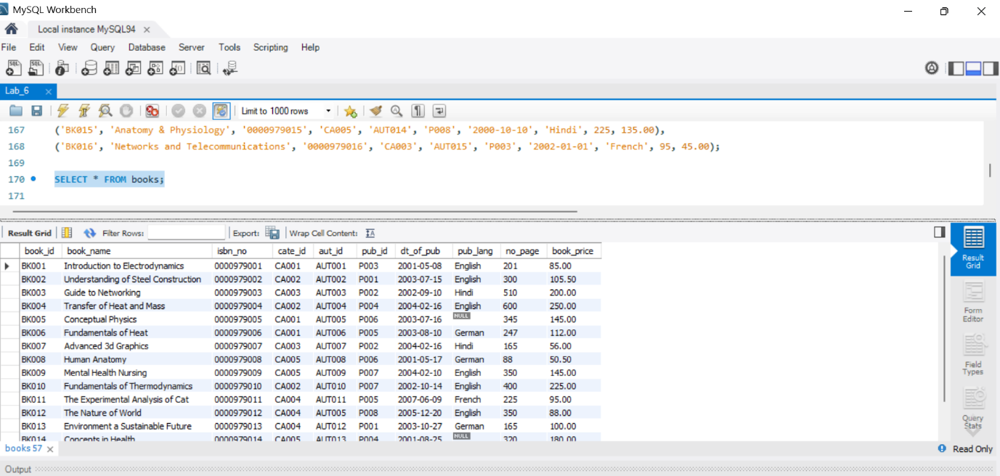 MySQL Workbench
Local instance MySQL94
File Edit View Query Database Server Tools Scripting Help
Lab_6
Limit to 1000 rows
167 ('BK015', 'Anatomy & Physiology', '0000979015', 'CA005', 'AUT014', 'P008', '2000-10-10', 'Hindi', 225, 135.00),
168 ('BK016', 'Networks and Telecommunications', '0000979016', 'CA003', 'AUT015', 'P003', '2002-01-01', 'French', 95, 45.00);
169
170 SELECT * FROM books;
171
Result Grid Filter Rows: Export: Wrap Cell Content:
book_id book_name isbn_no cate_id aut_id pub_id dt_of_pub pub_lang no_page book_price
BK001 Introduction to Electrodynamics 0000979001 CA001 AUT001 P003 2001-05-08 English 201 85.00
BK002 Understanding of Steel Construction 0000979002 CA002 AUT002 P001 2003-07-15 English 300 105.50
BK003 Guide to Networking 0000979003 CA003 AUT003 P002 2002-09-10 Hindi 510 200.00
BK004 Transfer of Heat and Mass 0000979004 CA002 AUT004 P004 2004-02-16 English 600 250.00
BK005 Conceptual Physics 0000979005 CA001 AUT005 P006 2003-07-16 NULL 345 145.00
BK006 Fundamentals of Heat 0000979006 CA001 AUT006 P005 2003-08-10 German 247 112.00
BK007 Advanced 3d Graphics 0000979007 CA003 AUT007 P002 2004-02-16 Hindi 165 56.00
BK008 Human Anatomy 0000979008 CA005 AUT008 P006 2001-05-17 German 88 50.50
BK009 Mental Health Nursing 0000979009 CA005 AUT009 P007 2004-02-10 English 350 145.00
BK010 Fundamentals of Thermodynamics 0000979010 CA002 AUT010 P007 2002-10-14 English 400 225.00
BK011 The Experimental Analysis of Cat 0000979011 CA004 AUT011 P005 2007-06-09 French 225 95.00
BK012 The Nature of World 0000979012 CA004 AUT005 P008 2005-12-20 English 350 88.00
BK013 Environment a Sustainable Future 0000979013 CA004 AUT012 P001 2003-10-27 German 165 100.00
BK014 Concepts in Health 0000979014 CA005 AUT013 P004 2001-08-25 NULL 320 180.00
Result
Grid
Form
Editor
Field
Types
Query
Stats
books 57
Read Only
Output